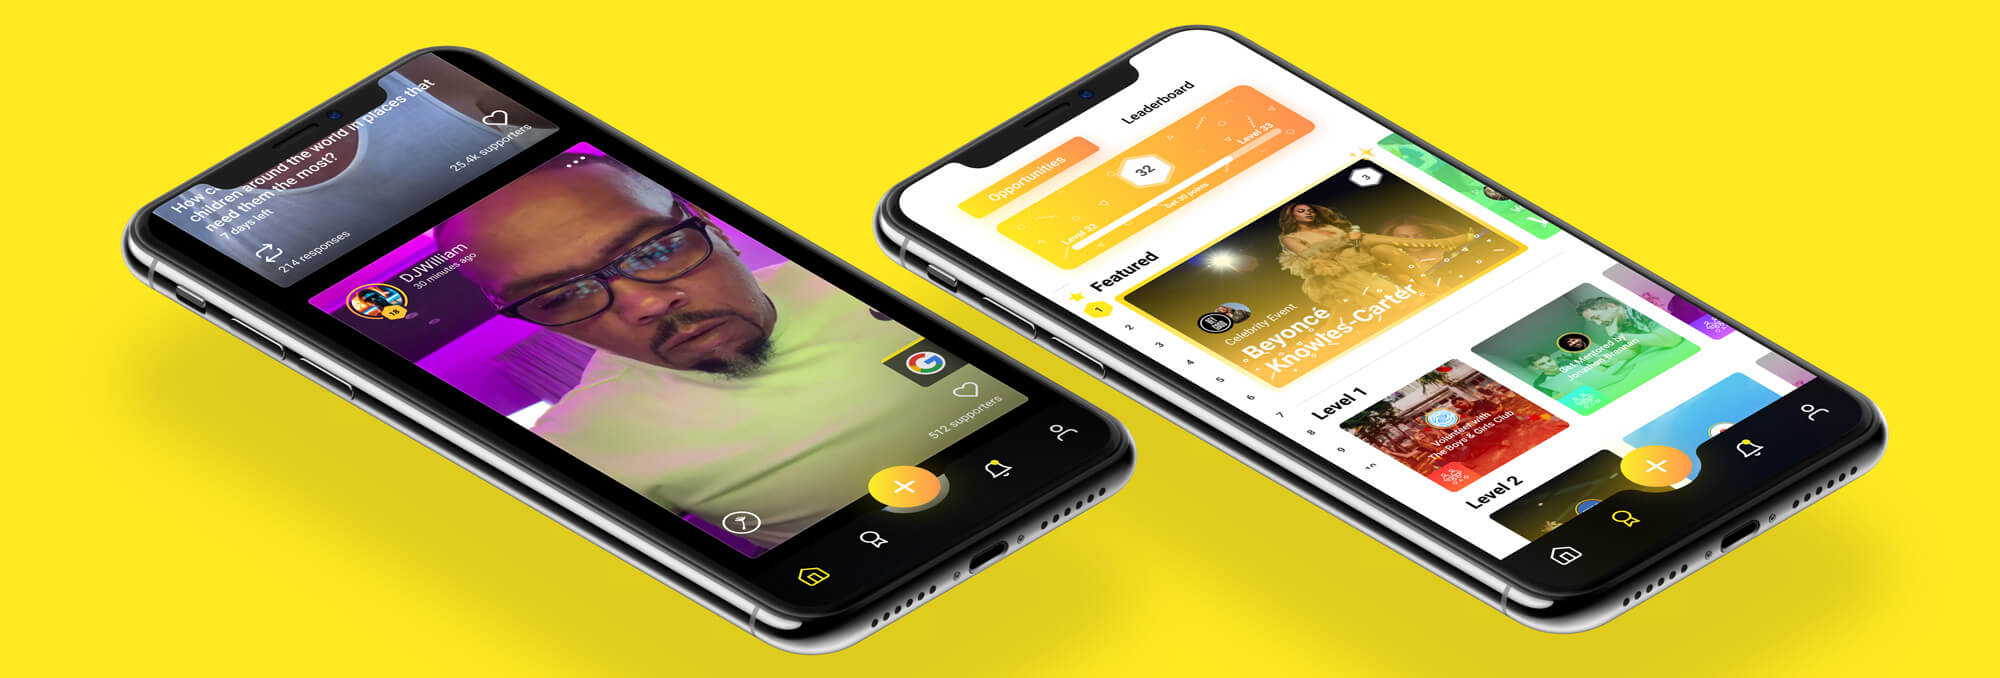 How c
children around the world in places that
need them the most?
7 days left
214 responses
25.4k supporters
DJWilliam
30 minutes ago
18
512 supporters
Opportunities
Leaderboard
32
Level 32
Level 33
Get 30 points
Featured
1
2
3
4
5
6
7
8
9
10
3
Celebrity Event
Beyoncé
Knowles-Carter
Level 1
Volunteer with
The Boys & Girls Club
Get Mentored by
Jonathan Brennan
Level 2